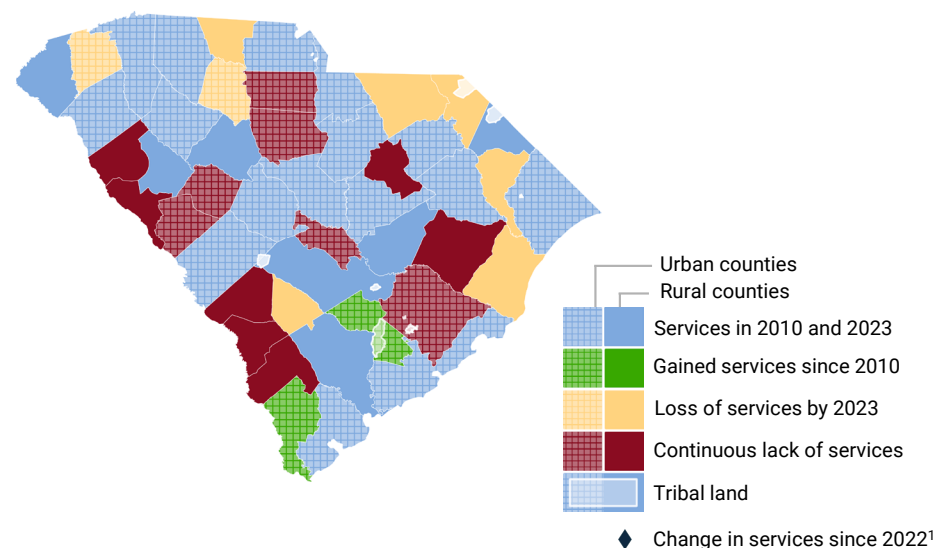 Urban counties
Rural counties
Services in 2010 and 2023
Gained services since 2010
Loss of services by 2023
Continuous lack of services
Tribal land
Change in services since 2022¹